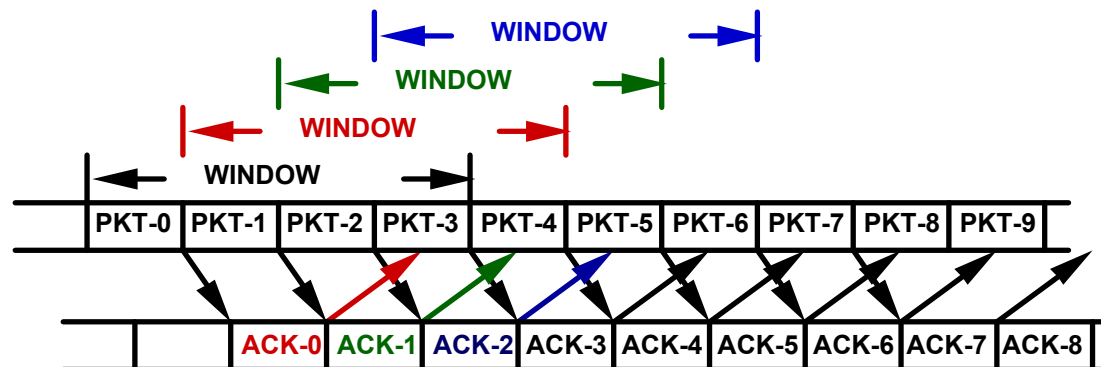 WINDOW
WINDOW
WINDOW
WINDOW
PKT-0 PKT-1 PKT-2 PKT-3 PKT-4 PKT-5 PKT-6 PKT-7 PKT-8 PKT-9
ACK-0 ACK-1 ACK-2 ACK-3 ACK-4 ACK-5 ACK-6 ACK-7 ACK-8